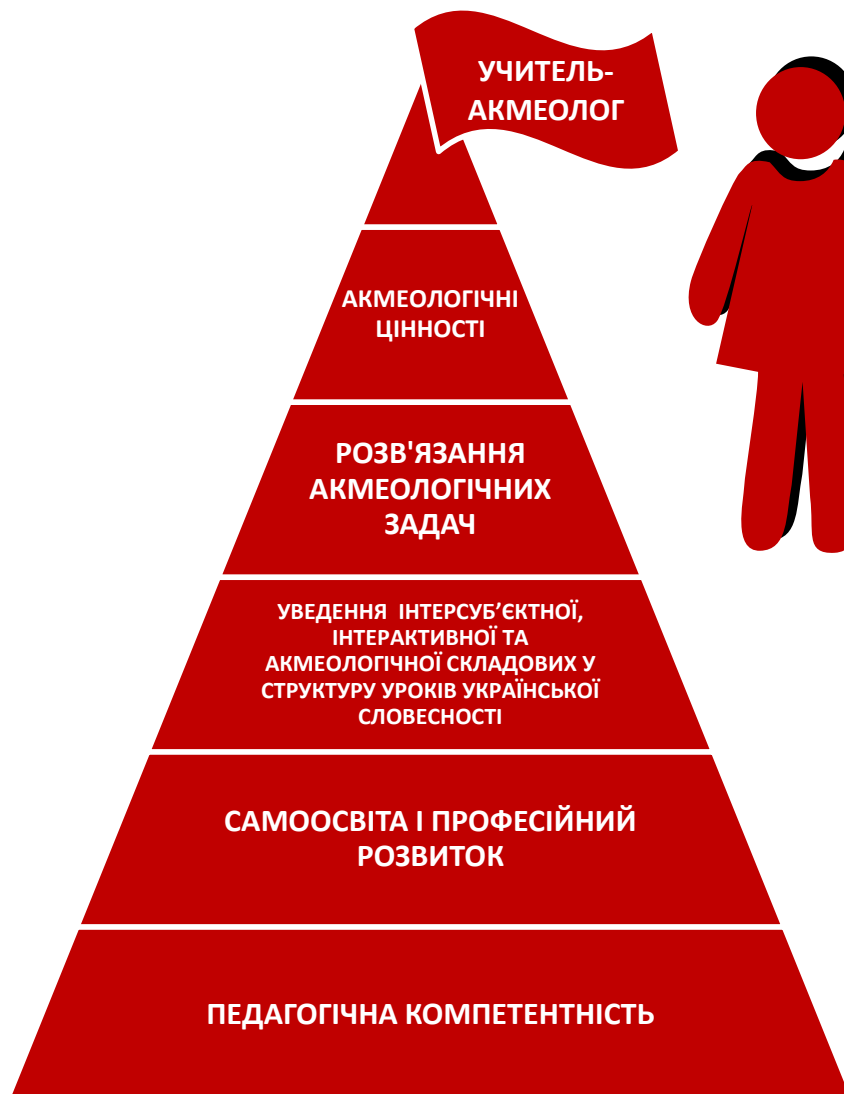 УЧИТЕЛЬ-
АКМЕОЛОГ
АКМЕОЛОГІЧНІ
ЦІННОСТІ
РОЗВ'ЯЗАННЯ
АКМЕОЛОГІЧНИХ
ЗАДАЧ
УВЕДЕННЯ ІНТЕРСУБ’ЄКТНОЇ,
ІНТЕРАКТИВНОЇ ТА
АКМЕОЛОГІЧНОЇ СКЛАДОВИХ У
СТРУКТУРУ УРОКІВ УКРАЇНСЬКОЇ
СЛОВЕСНОСТІ
САМООСВІТА І ПРОФЕСІЙНИЙ
РОЗВИТОК
ПЕДАГОГІЧНА КОМПЕТЕНТНІСТЬ